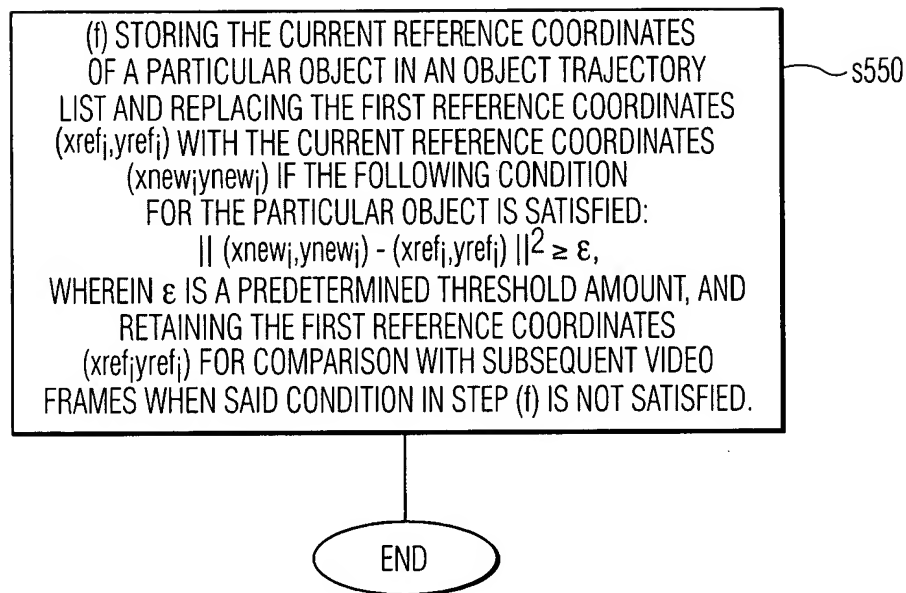 (f) STORING THE CURRENT REFERENCE COORDINATES
OF A PARTICULAR OBJECT IN AN OBJECT TRAJECTORY
LIST AND REPLACING THE FIRST REFERENCE COORDINATES
(xrefᵢ,yrefᵢ) WITH THE CURRENT REFERENCE COORDINATES
(xnewᵢynewᵢ) IF THE FOLLOWING CONDITION
FOR THE PARTICULAR OBJECT IS SATISFIED:
|| (xnewᵢ,ynewᵢ) - (xrefᵢ,yrefᵢ) ||² ≥ ε,
WHEREIN ε IS A PREDETERMINED THRESHOLD AMOUNT, AND
RETAINING THE FIRST REFERENCE COORDINATES
(xrefᵢyrefᵢ) FOR COMPARISON WITH SUBSEQUENT VIDEO
FRAMES WHEN SAID CONDITION IN STEP (f) IS NOT SATISFIED.
s550
END